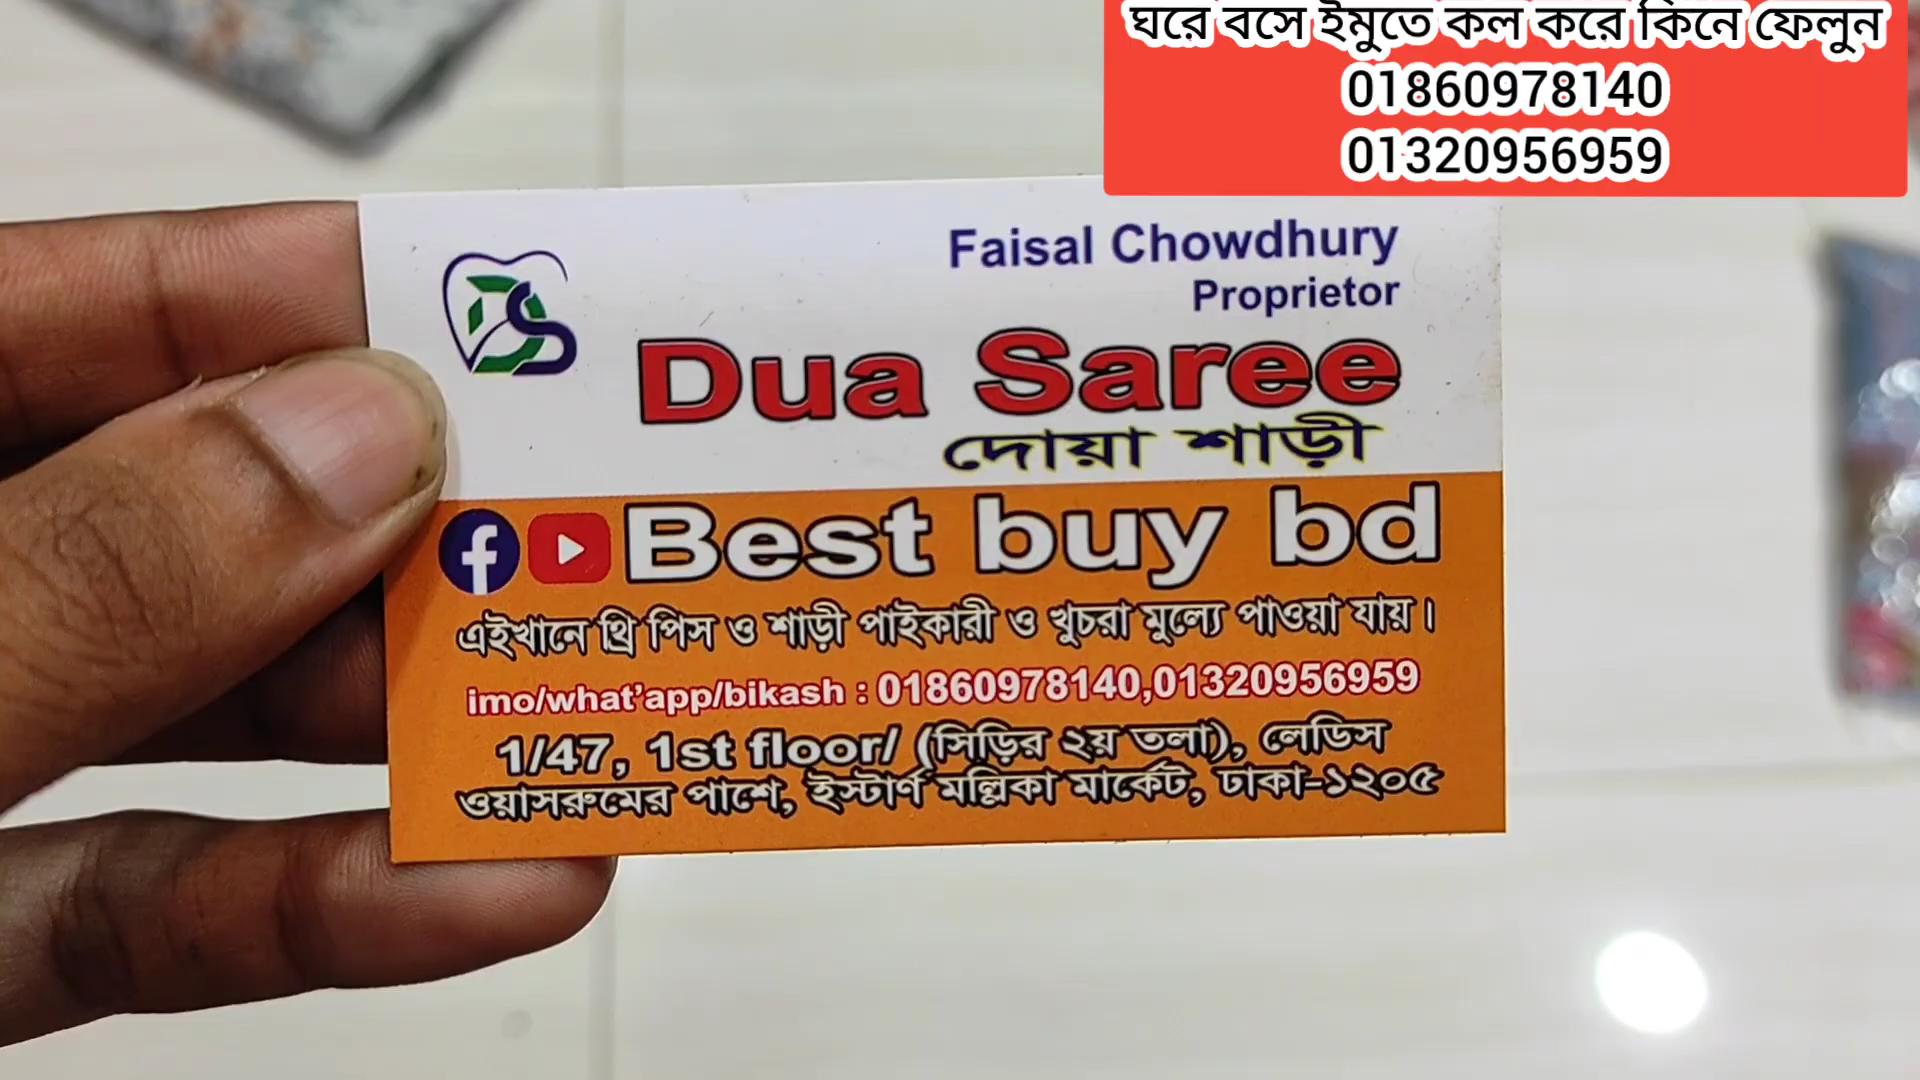 ঘরে বসে ইমুতে কল করে কিনে ফেলুন
01860978140
01320956959
Faisal Chowdhury
Proprietor
DS
Dua Saree
দোয়া শাড়ী
Best buy bd
এইখানে থ্রি পিস ও শাড়ী পাইকারী ও খুচরা মুল্যে পাওয়া যায়।
imo/what'app/bikash : 01860978140,01320956959
1/47, 1st floor/ (সিড়ির ২য় তলা), লেডিস
ওয়াসরুমের পাশে, ইস্টার্ণ মল্লিকা মার্কেট, ঢাকা-১২০৫